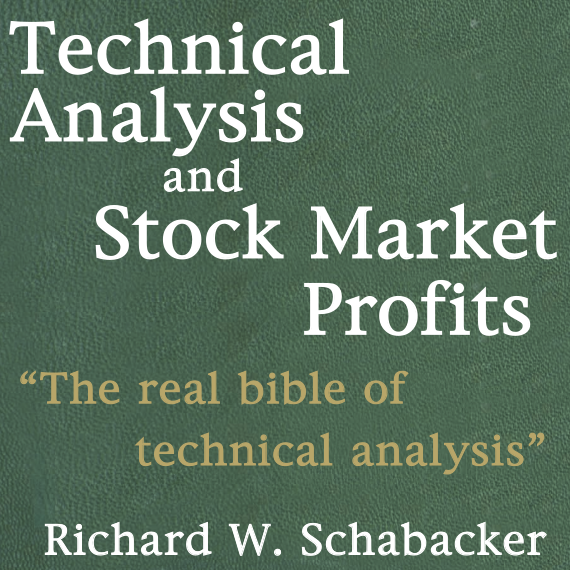 Technical
Analysis
and
Stock Market
Profits
“The real bible of
technical analysis”
Richard W. Schabacker